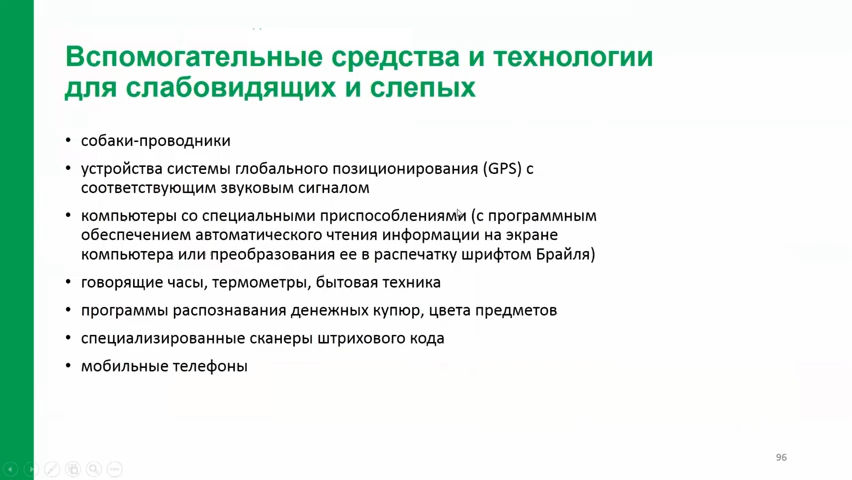 Вспомогательные средства и технологии
для слабовидящих и слепых
• собаки-проводники
• устройства системы глобального позиционирования (GPS) с
соответствующим звуковым сигналом
• компьютеры со специальными приспособлениями (с программным
обеспечением автоматического чтения информации на экране
компьютера или преобразования ее в распечатку шрифтом Брайля)
• говорящие часы, термометры, бытовая техника
• программы распознавания денежных купюр, цвета предметов
• специализированные сканеры штрихового кода
• мобильные телефоны
96